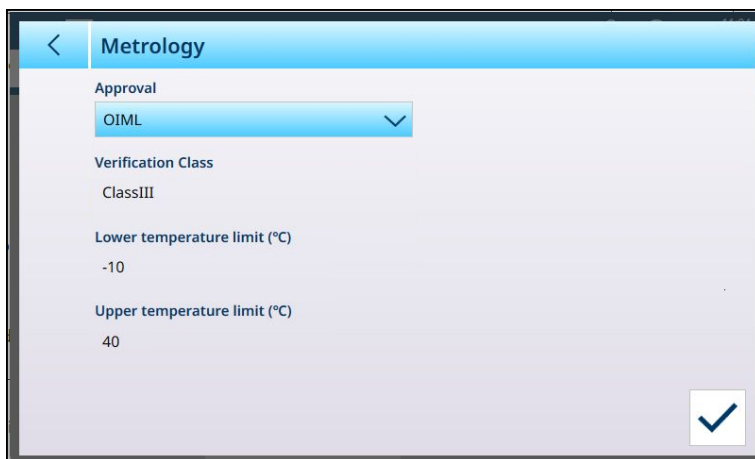 Metrology
Approval
OIML
Verification Class
ClassIII
Lower temperature limit (°C)
-10
Upper temperature limit (°C)
40